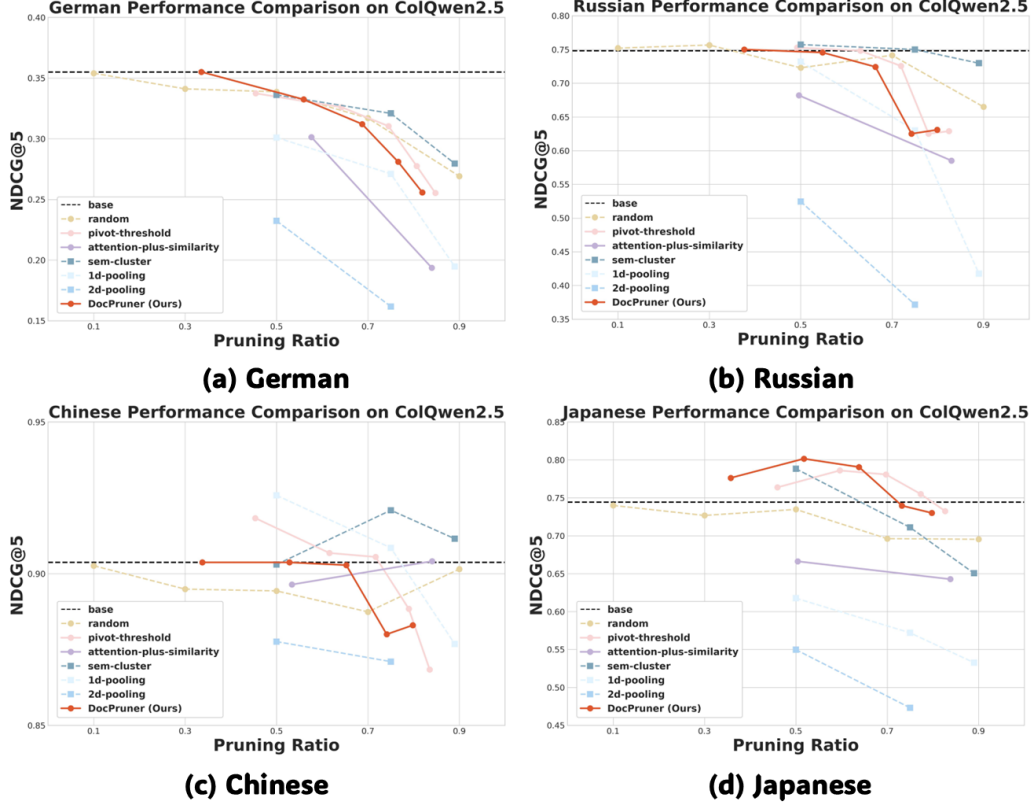 German Performance Comparison on ColQwen2.5
0.40
0.35
0.30
0.25
0.20
0.15
NDCG@5
base
random
pivot-threshold
attention-plus-similarity
sem-cluster
1d-pooling
2d-pooling
DocPruner (Ours)
0.1 0.3 0.5 0.7 0.9
Pruning Ratio
(a) German
Russian Performance Comparison on ColQwen2.5
0.80
0.75
0.70
0.65
0.60
0.55
0.50
0.45
0.40
0.35
NDCG@5
base
random
pivot-threshold
attention-plus-similarity
sem-cluster
1d-pooling
2d-pooling
DocPruner (Ours)
0.1 0.3 0.5 0.7 0.9
Pruning Ratio
(b) Russian
Chinese Performance Comparison on ColQwen2.5
0.95
0.90
0.85
NDCG@5
base
random
pivot-threshold
attention-plus-similarity
sem-cluster
1d-pooling
2d-pooling
DocPruner (Ours)
0.1 0.3 0.5 0.7 0.9
Pruning Ratio
(c) Chinese
Japanese Performance Comparison on ColQwen2.5
0.85
0.80
0.75
0.70
0.65
0.60
0.55
0.50
0.45
NDCG@5
base
random
pivot-threshold
attention-plus-similarity
sem-cluster
1d-pooling
2d-pooling
DocPruner (Ours)
0.1 0.3 0.5 0.7 0.9
Pruning Ratio
(d) Japanese